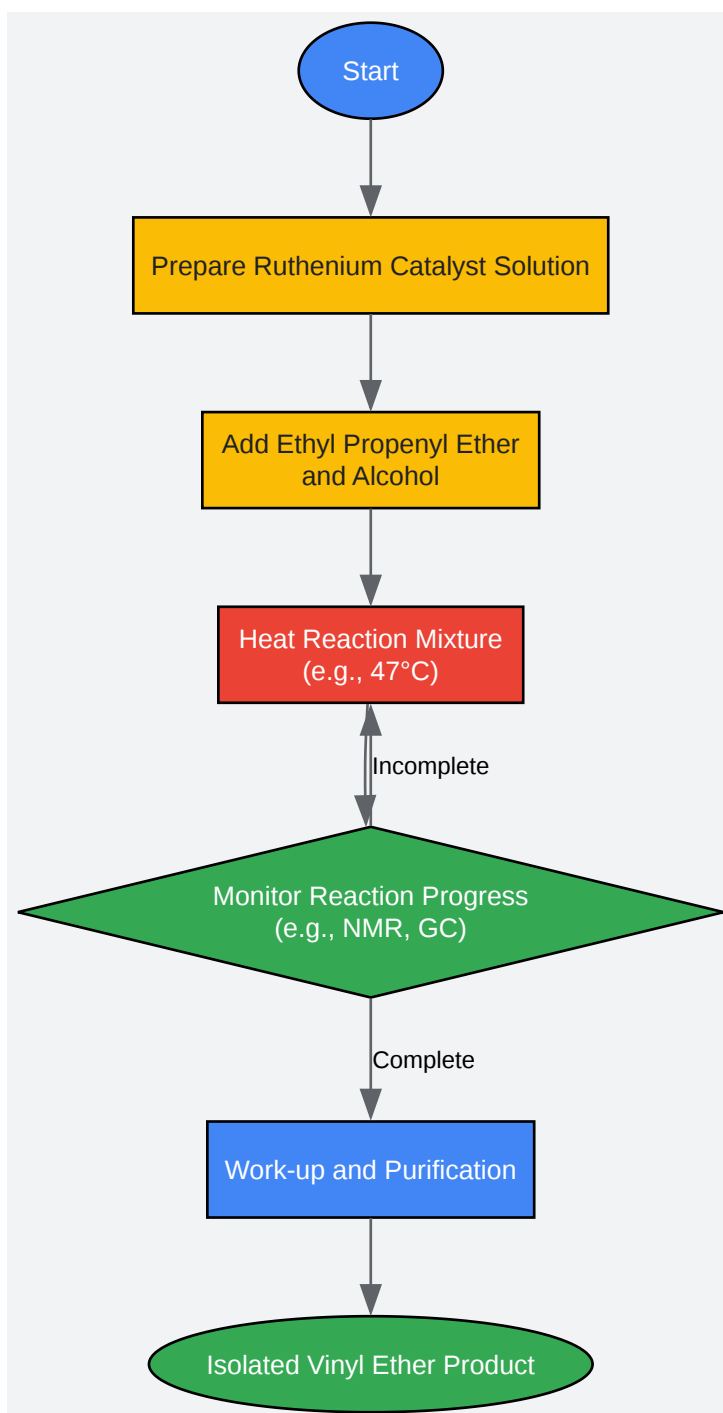 Start
Prepare Ruthenium Catalyst Solution
Add Ethyl Propenyl Ether
and Alcohol
Heat Reaction Mixture
(e.g., 47°C)
Incomplete
Monitor Reaction Progress
(e.g., NMR, GC)
Complete
Work-up and Purification
Isolated Vinyl Ether Product